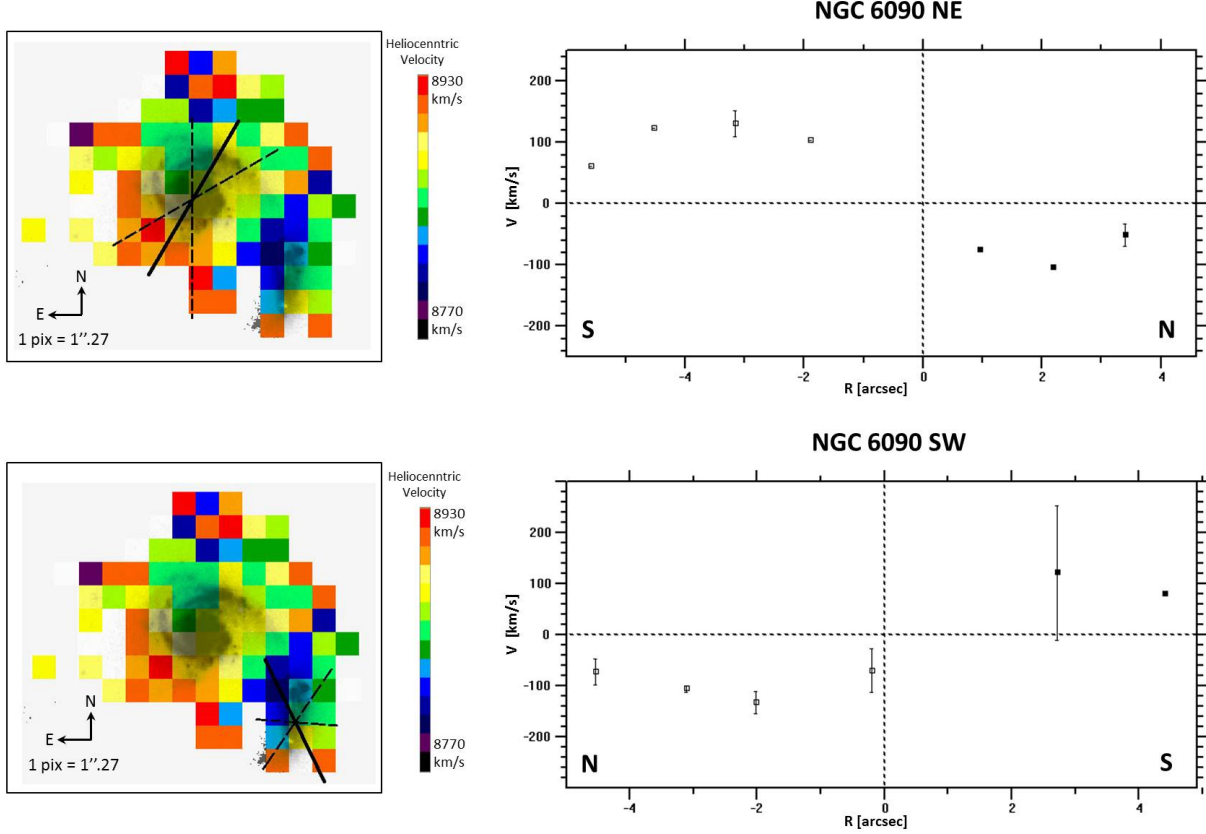 NGC 6090 NE
Heliocenntric
Velocity
8930
km/s
8770
km/s
N
E
1 pix = 1’’.27
V [km/s]
200
100
0
-100
-200
S
N
-4
-2
0
2
4
R [arcsec]
NGC 6090 SW
Heliocenntric
Velocity
8930
km/s
8770
km/s
N
E
1 pix = 1’’.27
V [km/s]
200
100
0
-100
-200
N
S
-4
-2
0
2
4
R [arcsec]